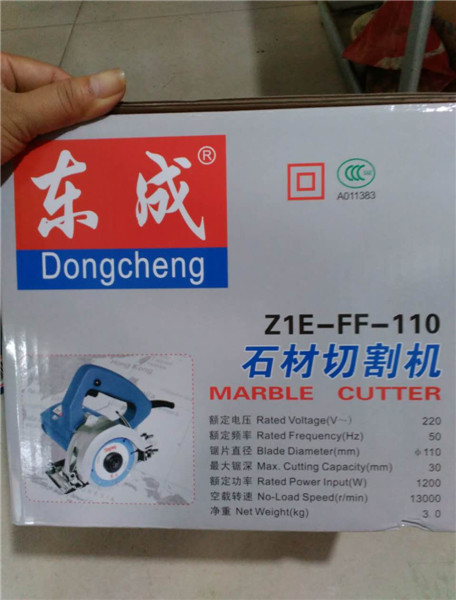 东成®
Dongcheng
A011383
Z1E-FF-110
石材切割机
MARBLE CUTTER
额定电压 Rated Voltage(V~) 220
额定频率 Rated Frequency(Hz) 50
锯片直径 Blade Diameter(mm) φ110
最大锯深 Max. Cutting Capacity(mm) 30
额定功率 Rated Power Input(W) 1200
空载转速 No-Load Speed(r/min) 13000
净重 Net Weight(kg) 3.0